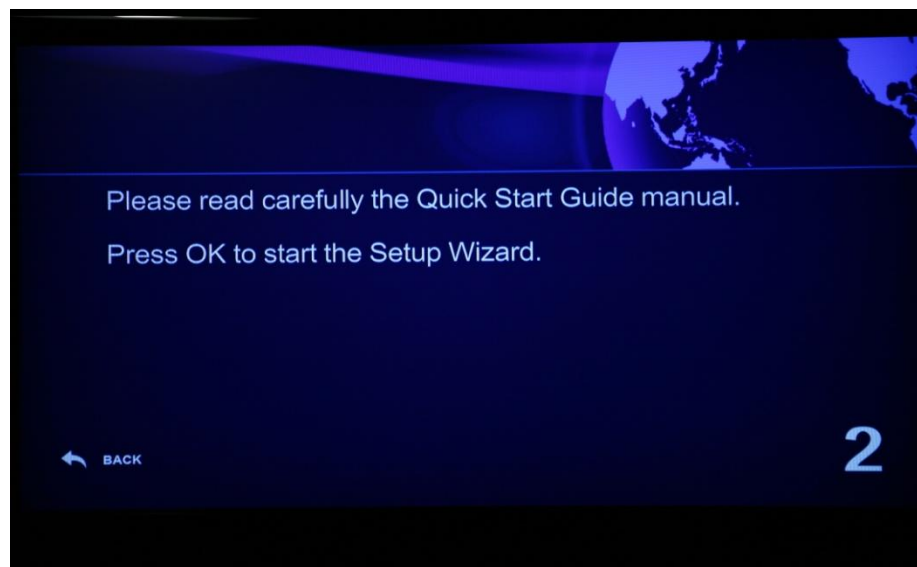 Please read carefully the Quick Start Guide manual.
Press OK to start the Setup Wizard.
BACK
2